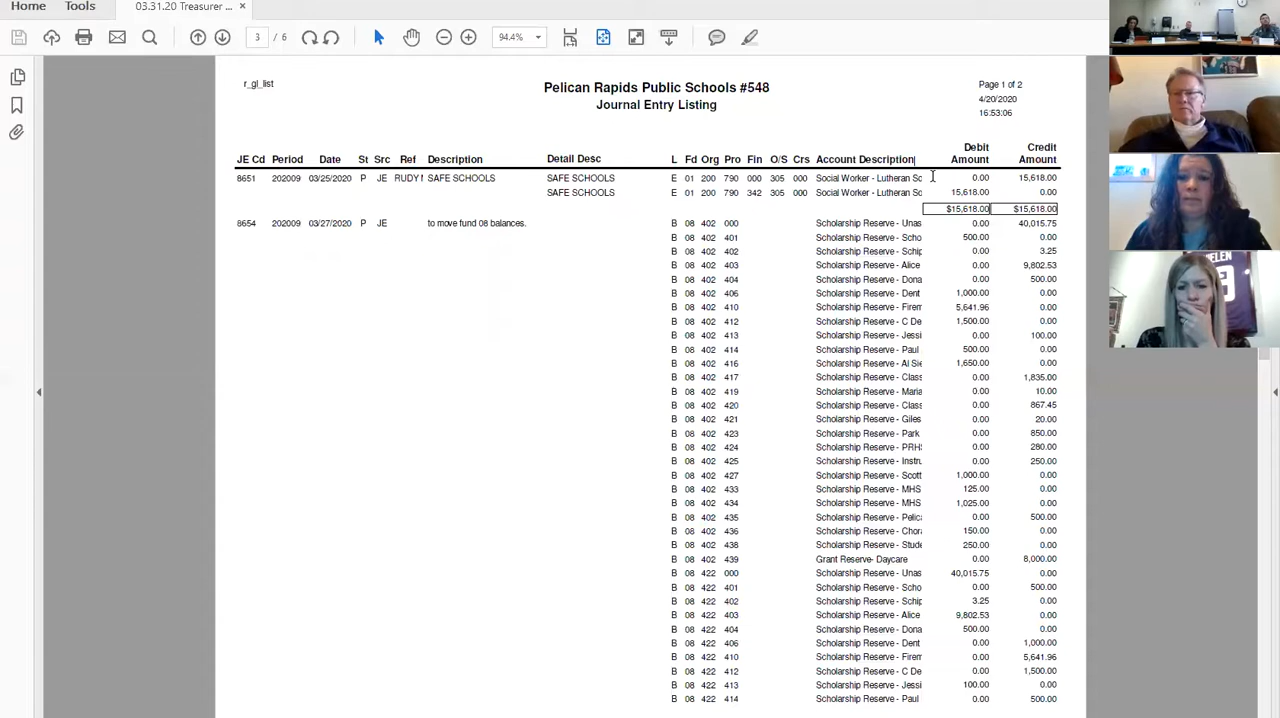 Home Tools 03.31.20 Treasurer ... ×
3 / 6 94.4%
r_gl_list
Pelican Rapids Public Schools #548
Journal Entry Listing
Page 1 of 2
4/20/2020
16:53:06
Debit Credit
JE Cd Period Date St Src Ref Description Detail Desc L Fd Org Pro Fin O/S Crs Account Description Amount Amount
8651 202009 03/25/2020 P JE RUDY SAFE SCHOOLS SAFE SCHOOLS E 01 200 790 000 305 000 Social Worker - Lutheran Sc 0.00 15,618.00
SAFE SCHOOLS E 01 200 790 342 305 000 Social Worker - Lutheran Sc 15,618.00 0.00
$15,618.00 $15,618.00
8654 202009 03/27/2020 P JE to move fund 08 balances. B 08 402 000 Scholarship Reserve - Unas 0.00 40,015.75
B 08 402 401 Scholarship Reserve - Scho 500.00 0.00
B 08 402 402 Scholarship Reserve - Schip 0.00 3.25
B 08 402 403 Scholarship Reserve - Alice 0.00 9,802.53
B 08 402 404 Scholarship Reserve - Dona 0.00 500.00
B 08 402 406 Scholarship Reserve - Dent 1,000.00 0.00
B 08 402 410 Scholarship Reserve - Firem 5,641.96 0.00
B 08 402 412 Scholarship Reserve - C De 1,500.00 0.00
B 08 402 413 Scholarship Reserve - Jessi 0.00 100.00
B 08 402 414 Scholarship Reserve - Paul 500.00 0.00
B 08 402 416 Scholarship Reserve - Al Sie 1,650.00 0.00
B 08 402 417 Scholarship Reserve - Class 0.00 1,835.00
B 08 402 419 Scholarship Reserve - Maria 0.00 10.00
B 08 402 420 Scholarship Reserve - Class 0.00 867.45
B 08 402 421 Scholarship Reserve - Giles 0.00 20.00
B 08 402 423 Scholarship Reserve - Park 0.00 850.00
B 08 402 424 Scholarship Reserve - PRHS 0.00 280.00
B 08 402 425 Scholarship Reserve - Instru 0.00 250.00
B 08 402 427 Scholarship Reserve - Scott 1,000.00 0.00
B 08 402 433 Scholarship Reserve - MHS 125.00 0.00
B 08 402 434 Scholarship Reserve - MHS 1,025.00 0.00
B 08 402 435 Scholarship Reserve - Pelica 0.00 500.00
B 08 402 436 Scholarship Reserve - Chora 150.00 0.00
B 08 402 438 Scholarship Reserve - Stude 250.00 0.00
B 08 402 439 Grant Reserve- Daycare 0.00 8,000.00
B 08 422 000 Scholarship Reserve - Unas 40,015.75 0.00
B 08 422 401 Scholarship Reserve - Scho 0.00 500.00
B 08 422 402 Scholarship Reserve - Schip 3.25 0.00
B 08 422 403 Scholarship Reserve - Alice 9,802.53 0.00
B 08 422 404 Scholarship Reserve - Dona 500.00 0.00
B 08 422 406 Scholarship Reserve - Dent 0.00 1,000.00
B 08 422 410 Scholarship Reserve - Firem 0.00 5,641.96
B 08 422 412 Scholarship Reserve - C De 0.00 1,500.00
B 08 422 413 Scholarship Reserve - Jessi 100.00 0.00
B 08 422 414 Scholarship Reserve - Paul 0.00 500.00